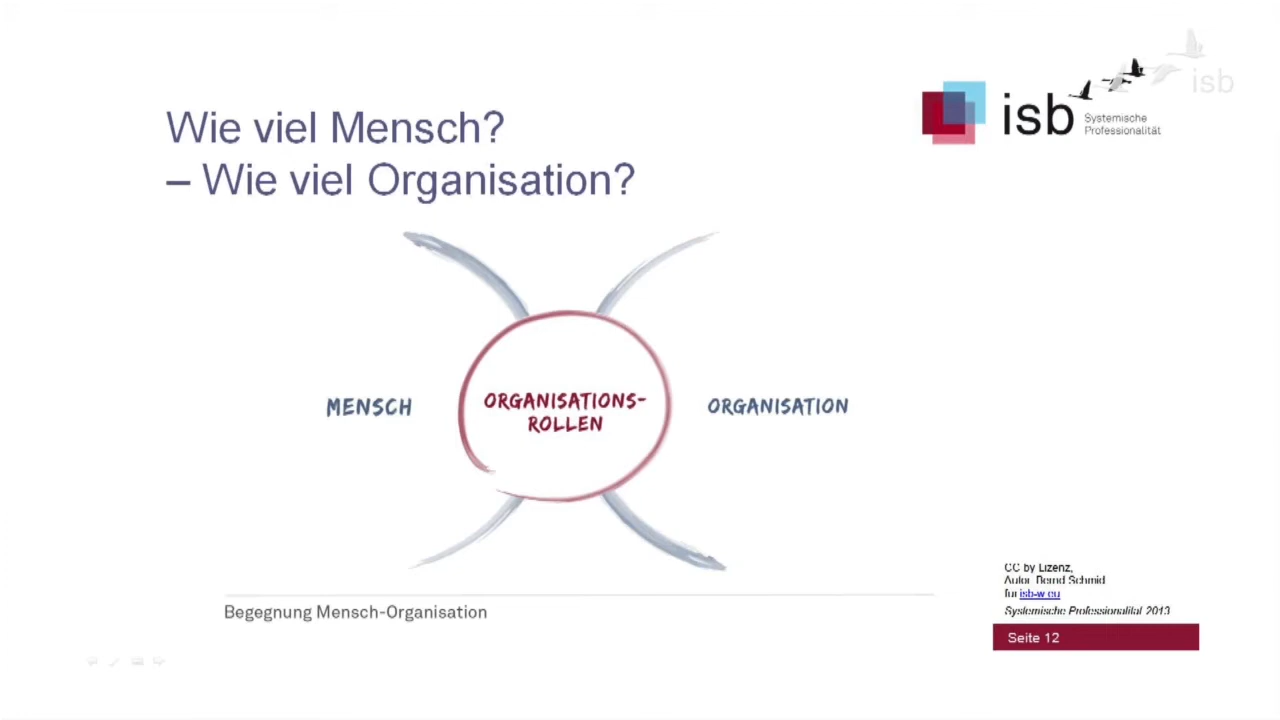 Wie viel Mensch?
– Wie viel Organisation?
isb
Systemische
Professionalität
isb
MENSCH
ORGANISATIONS-
ROLLEN
ORGANISATION
Begegnung Mensch-Organisation
CC by Lizenz,
Autor Bernd Schmid
für isb-w.eu
Systemische Professionalität 2013
Seite 12